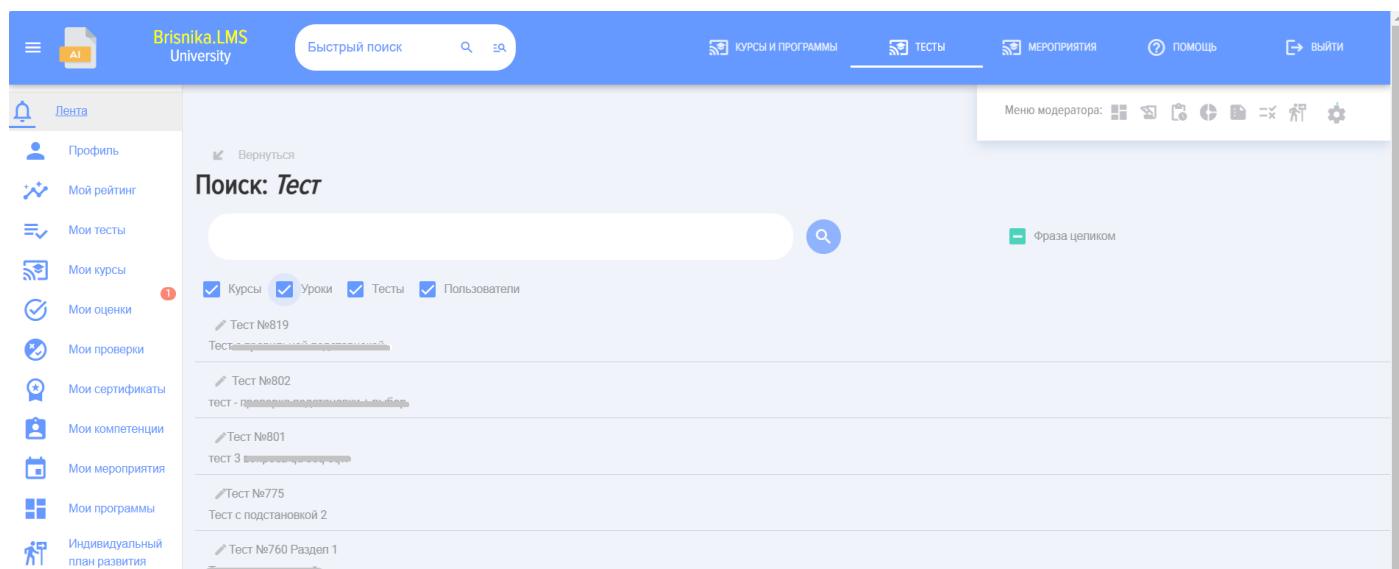 AI
Brisnika.LMS
University
Быстрый поиск
КУРСЫ И ПРОГРАММЫ
ТЕСТЫ
МЕРОПРИЯТИЯ
ПОМОЩЬ
ВЫЙТИ
Лента
Меню модератора:
Профиль
Мой рейтинг
Мои тесты
Мои курсы
1
Мои оценки
Мои проверки
Мои сертификаты
Мои компетенции
Мои мероприятия
Мои программы
Индивидуальный
план развития
Вернуться
Поиск: Тест
Фраза целиком
Курсы Уроки Тесты Пользователи
Тест №819
Тест
Тест №802
тест -
Тест №801
тест 3
Тест №775
Тест с подстановкой 2
Тест №760 Раздел 1